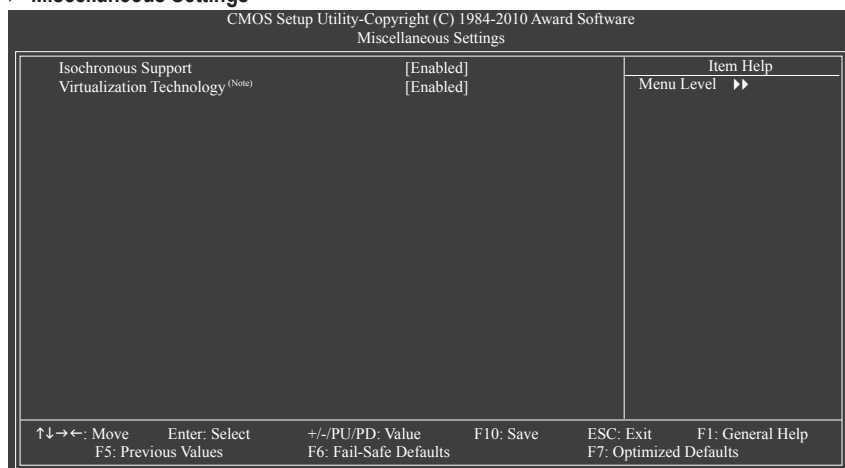 Miscellaneous Settings
CMOS Setup Utility-Copyright (C) 1984-2010 Award Software
Miscellaneous Settings
Isochronous Support [Enabled]
Virtualization Technology (Note) [Enabled]
Item Help
Menu Level ▶▶
↑↓→←: Move Enter: Select +/-/PU/PD: Value F10: Save ESC: Exit F1: General Help
F5: Previous Values F6: Fail-Safe Defaults F7: Optimized Defaults